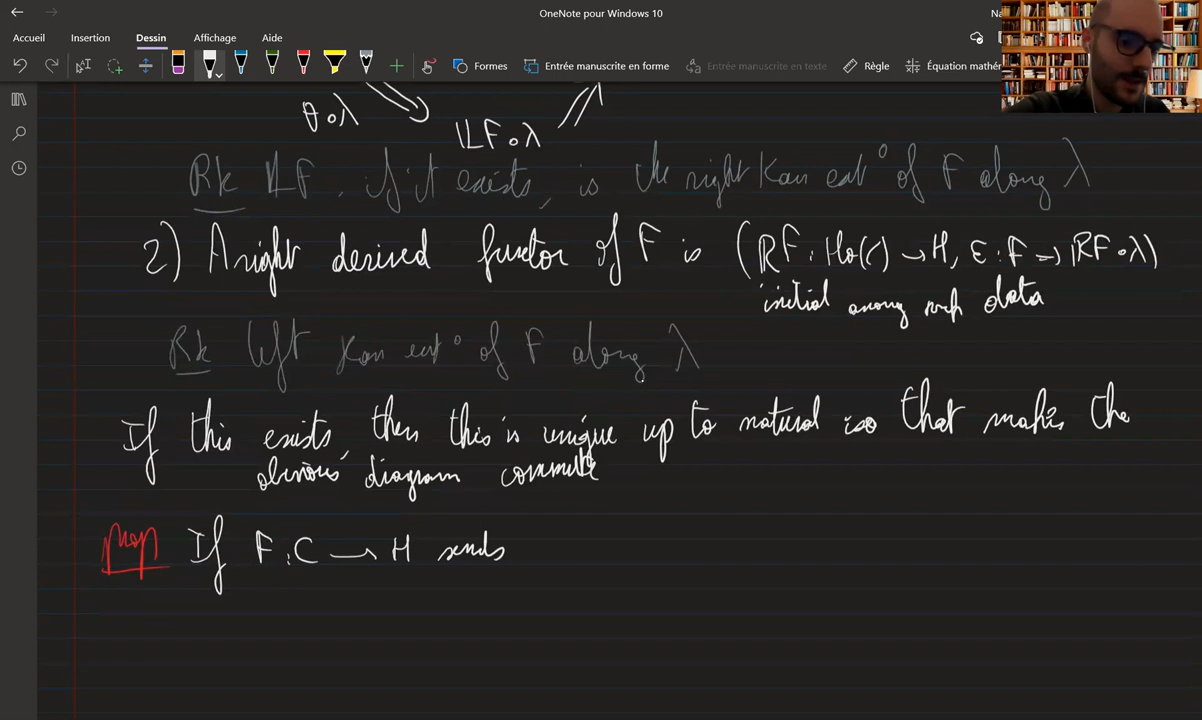 OneNote pour Windows 10
Accueil Insertion Dessin Affichage Aide
Formes Entrée manuscrite en forme Entrée manuscrite en texte Règle Équation mathém
θ∘λ
𝕃F∘λ
Rk 𝕃F, if it exists, is the right Kan ext° of F along λ
2) A right derived functor of F is (ℝF : Ho(C) → H, ε : F ⇒ ℝF∘λ)
initial among such data
Rk left Kan ext° of F along λ
If this exists, then this is unique up to natural iso that makes the
obvious diagram commute
Prop If F : C → H sends